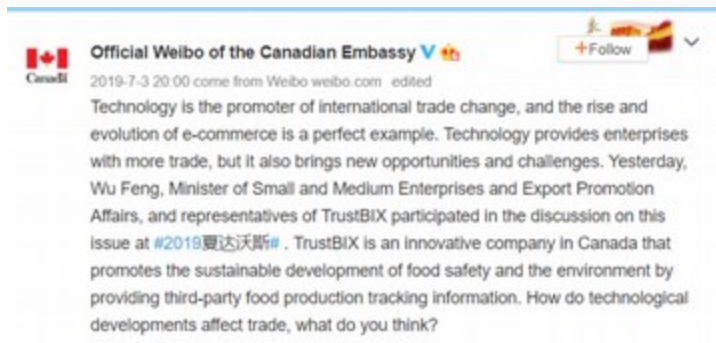 Official Weibo of the Canadian Embassy V
+Follow
Canada
2019-7-3 20:00 come from Weibo weibo.com edited
Technology is the promoter of international trade change, and the rise and
evolution of e-commerce is a perfect example. Technology provides enterprises
with more trade, but it also brings new opportunities and challenges. Yesterday,
Wu Feng, Minister of Small and Medium Enterprises and Export Promotion
Affairs, and representatives of TrustBIX participated in the discussion on this
issue at #2019夏达沃斯# . TrustBIX is an innovative company in Canada that
promotes the sustainable development of food safety and the environment by
providing third-party food production tracking information. How do technological
developments affect trade, what do you think?